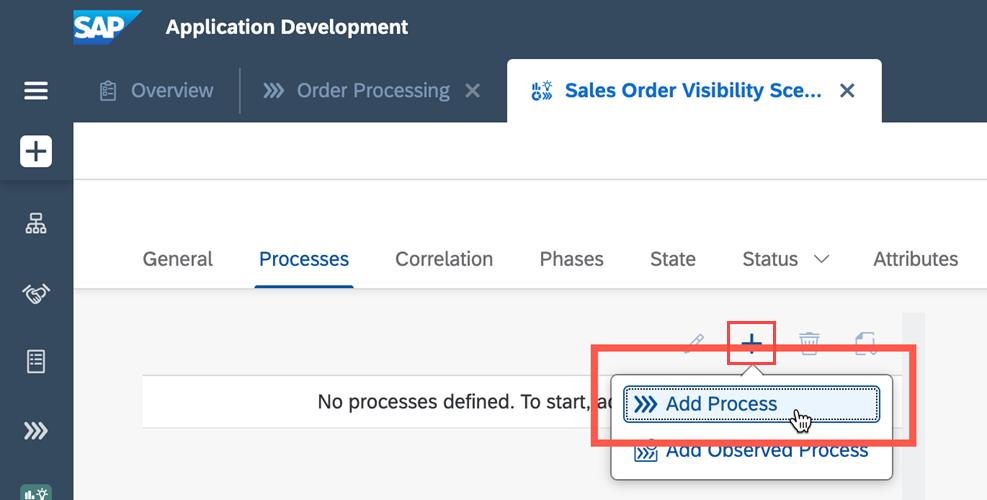 SAP Application Development
Overview Order Processing Sales Order Visibility Sce...
General Processes Correlation Phases State Status Attributes
No processes defined. To start,
Add Process
Add Observed Process